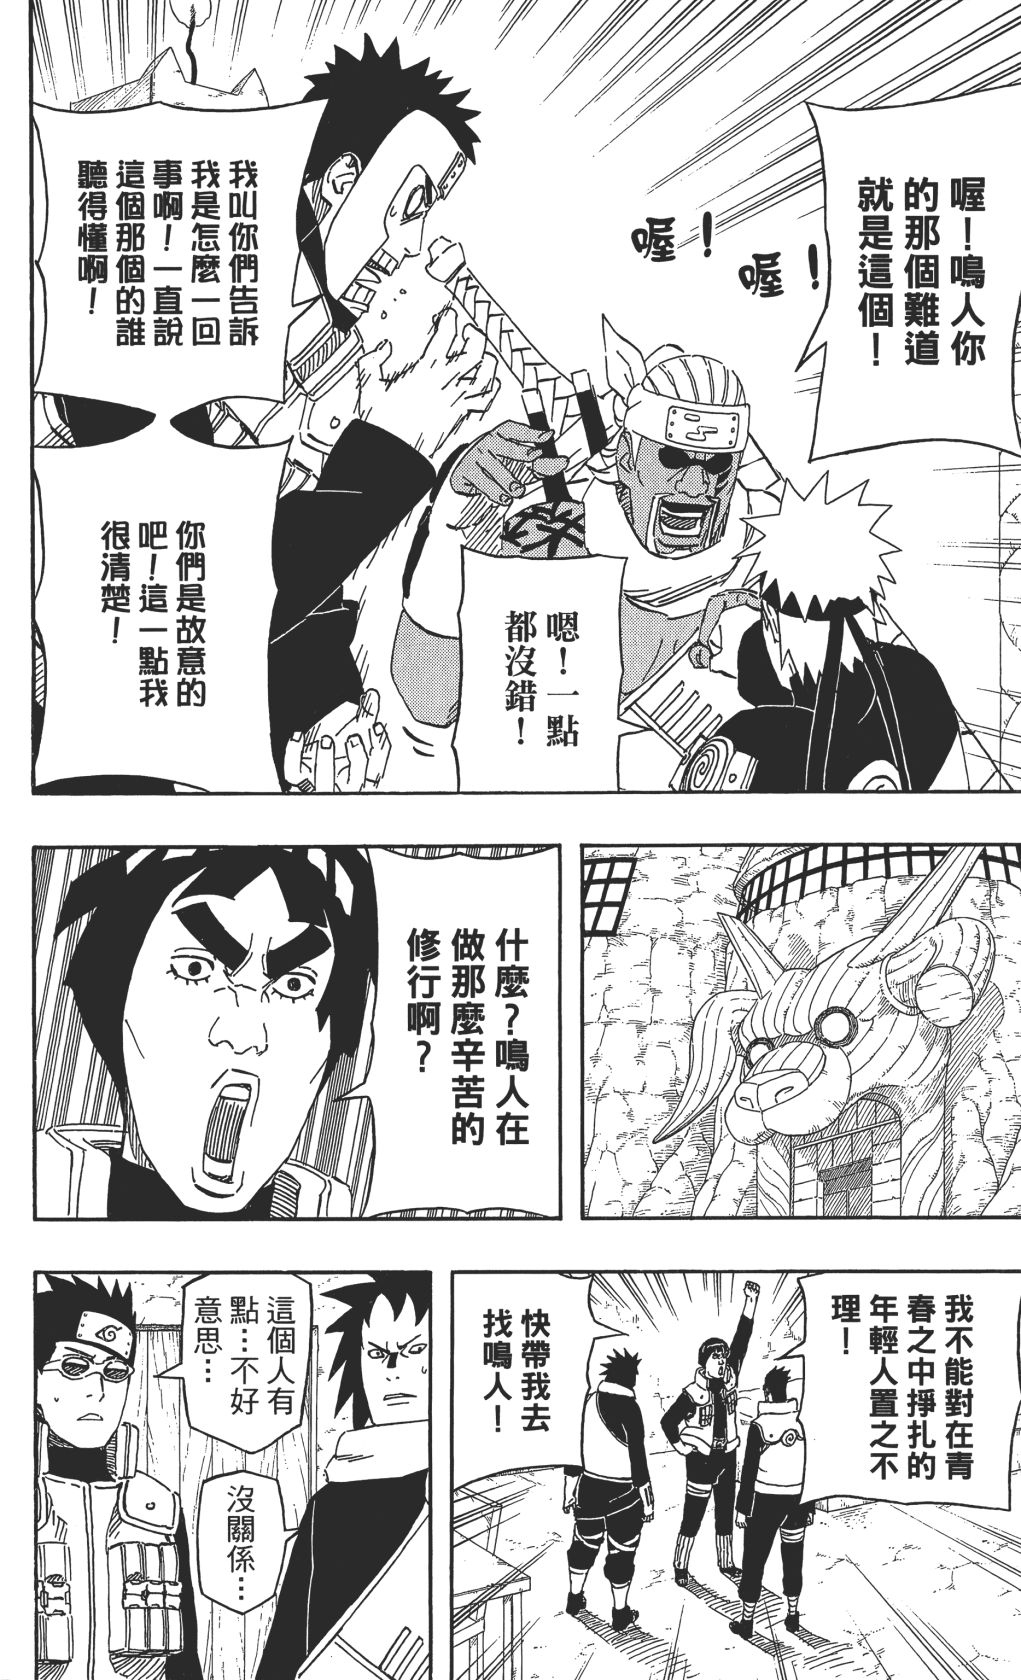 喔！鳴人你
的那個難道
就是這個！
喔！
喔！
我叫你們告訴
我是怎麼一回
事啊！一直說
這個那個的誰
聽得懂啊！
嗯！一點
都沒錯！
你們是故意的
吧！這一點我
很清楚！
什麼？鳴人在
做那麼辛苦的
修行啊？
我不能對在青
春之中掙扎的
年輕人置之不
理！
快帶我去
找鳴人！
這個人有
點…不好
意思…
沒關係…